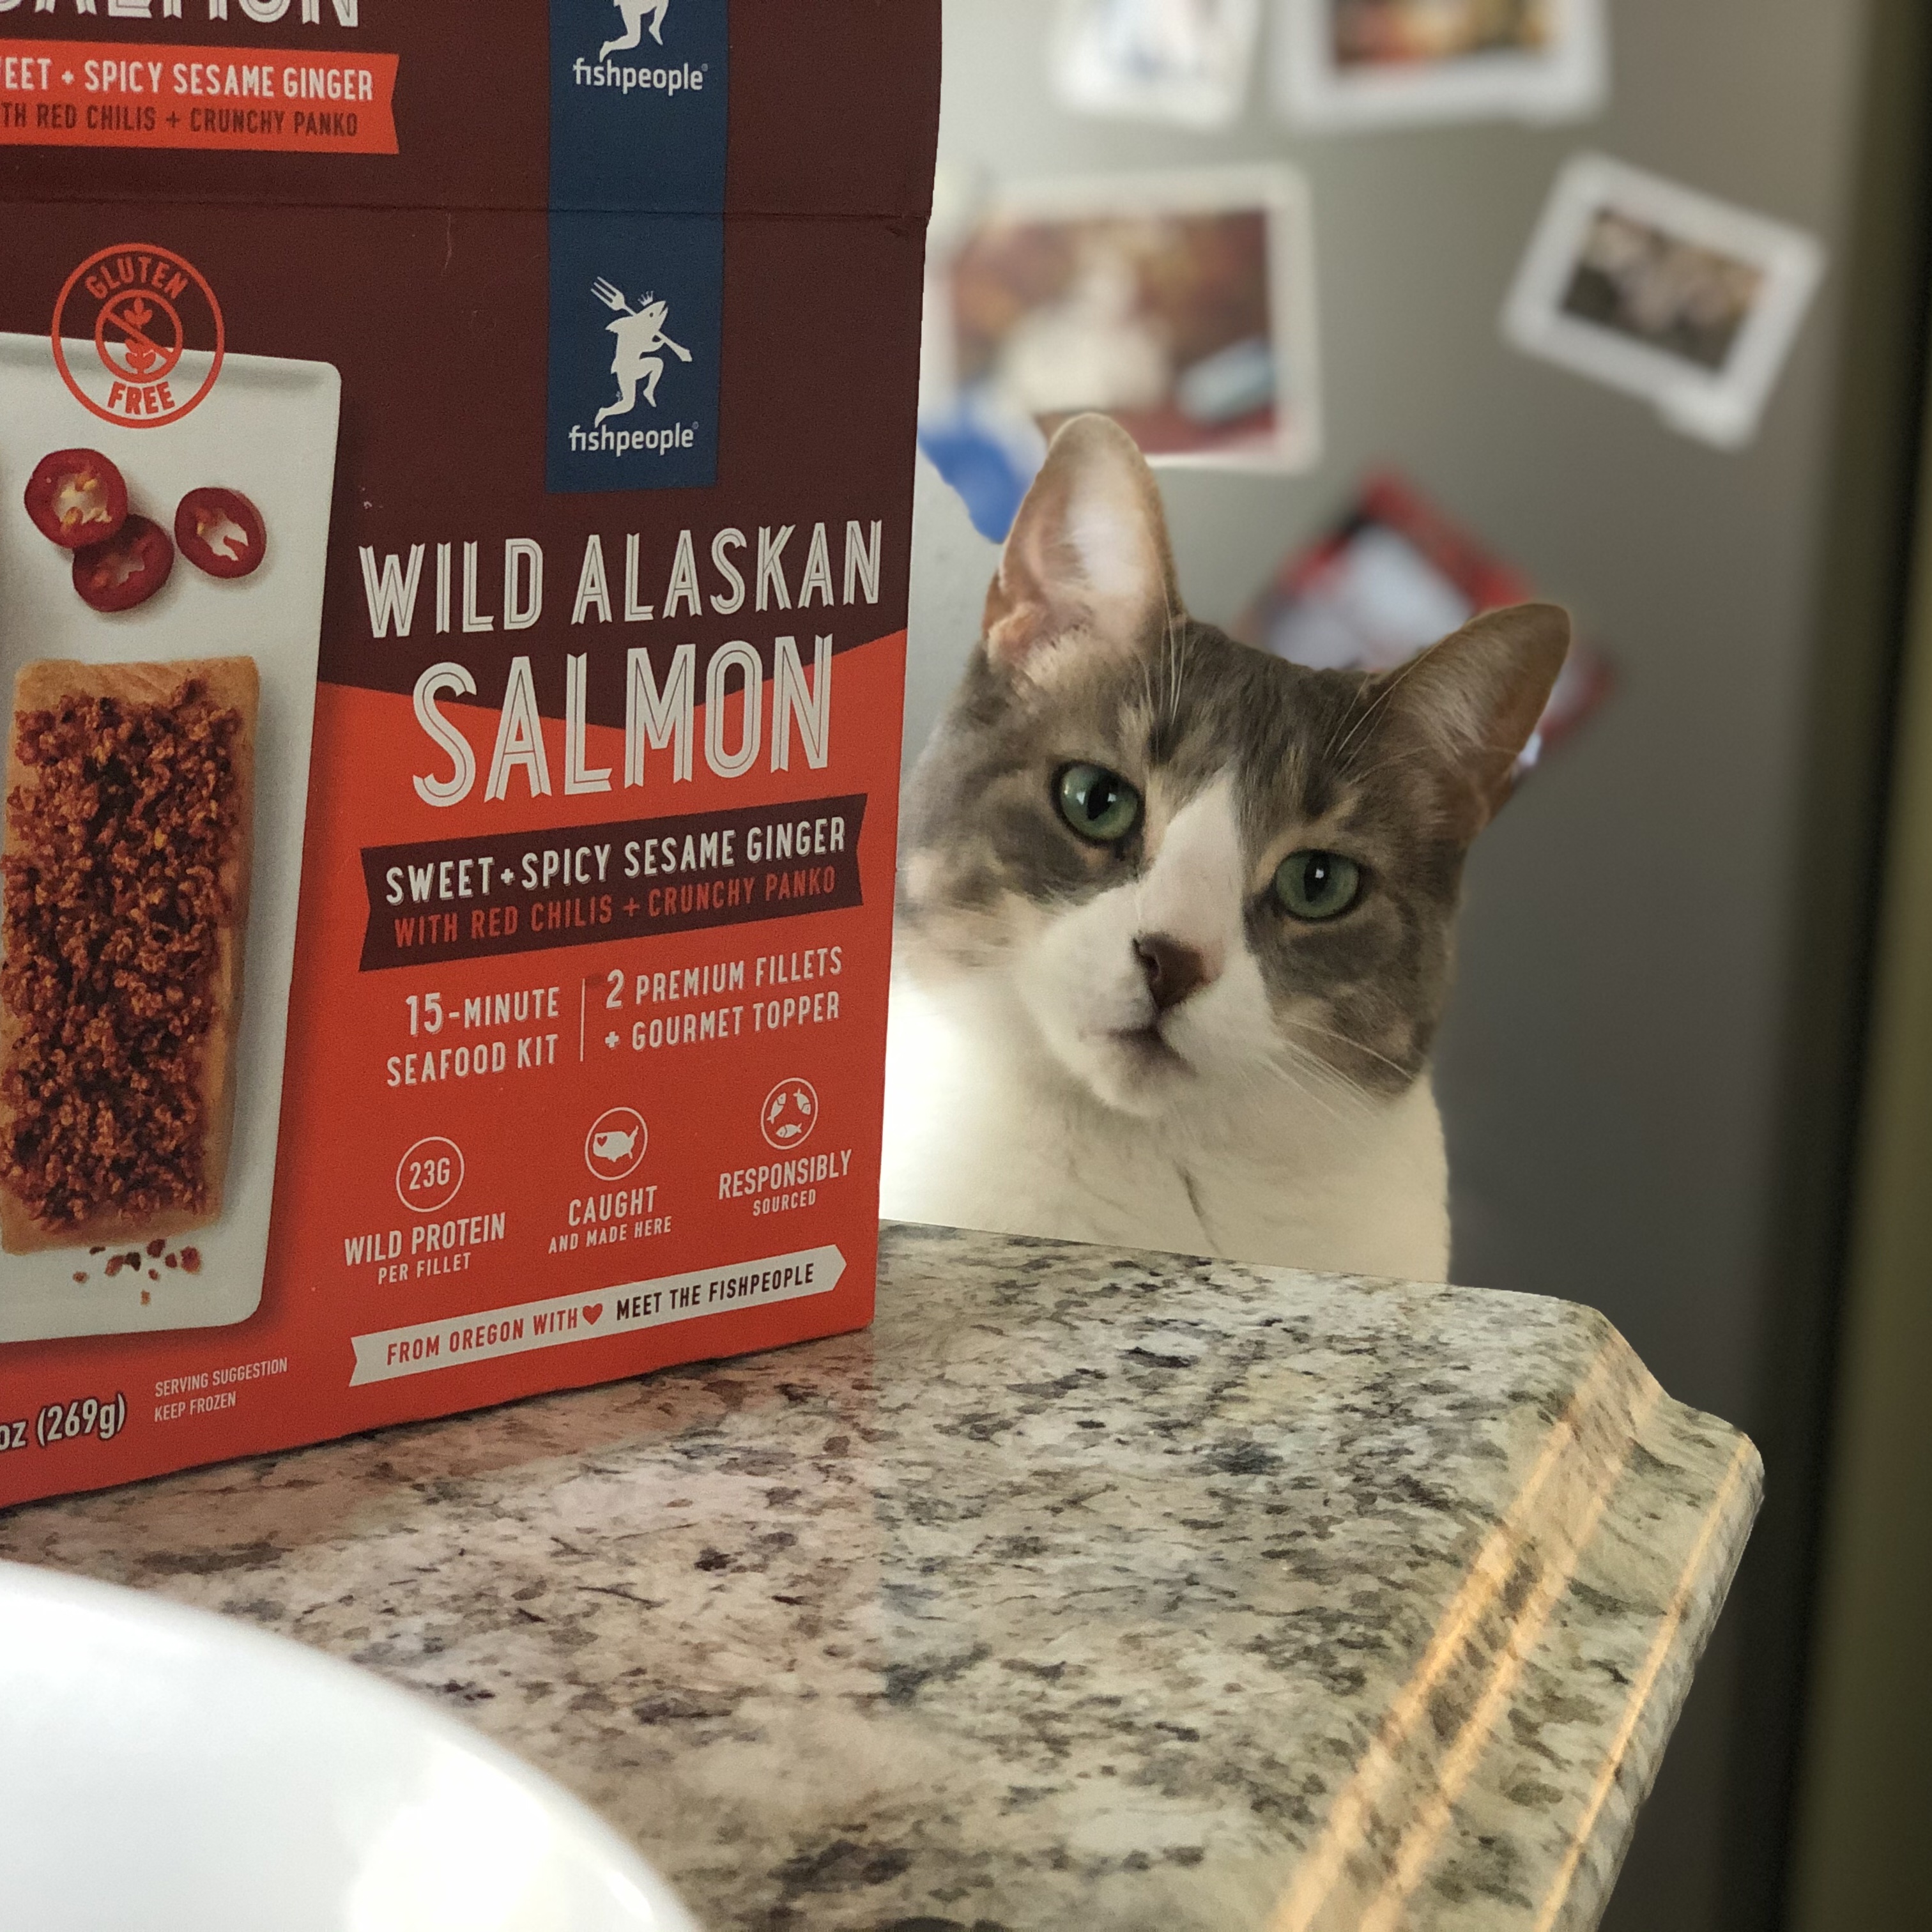 SALMON
EET + SPICY SESAME GINGER
TH RED CHILIS + CRUNCHY PANKO
fishpeople
GLUTEN
FREE
fishpeople
WILD ALASKAN
SALMON
SWEET + SPICY SESAME GINGER
WITH RED CHILIS + CRUNCHY PANKO
15-MINUTE
SEAFOOD KIT
2 PREMIUM FILLETS
+ GOURMET TOPPER
23G
WILD PROTEIN
PER FILLET
CAUGHT
AND MADE HERE
RESPONSIBLY
SOURCED
FROM OREGON WITH ♥ MEET THE FISHPEOPLE
SERVING SUGGESTION
KEEP FROZEN
oz (269g)